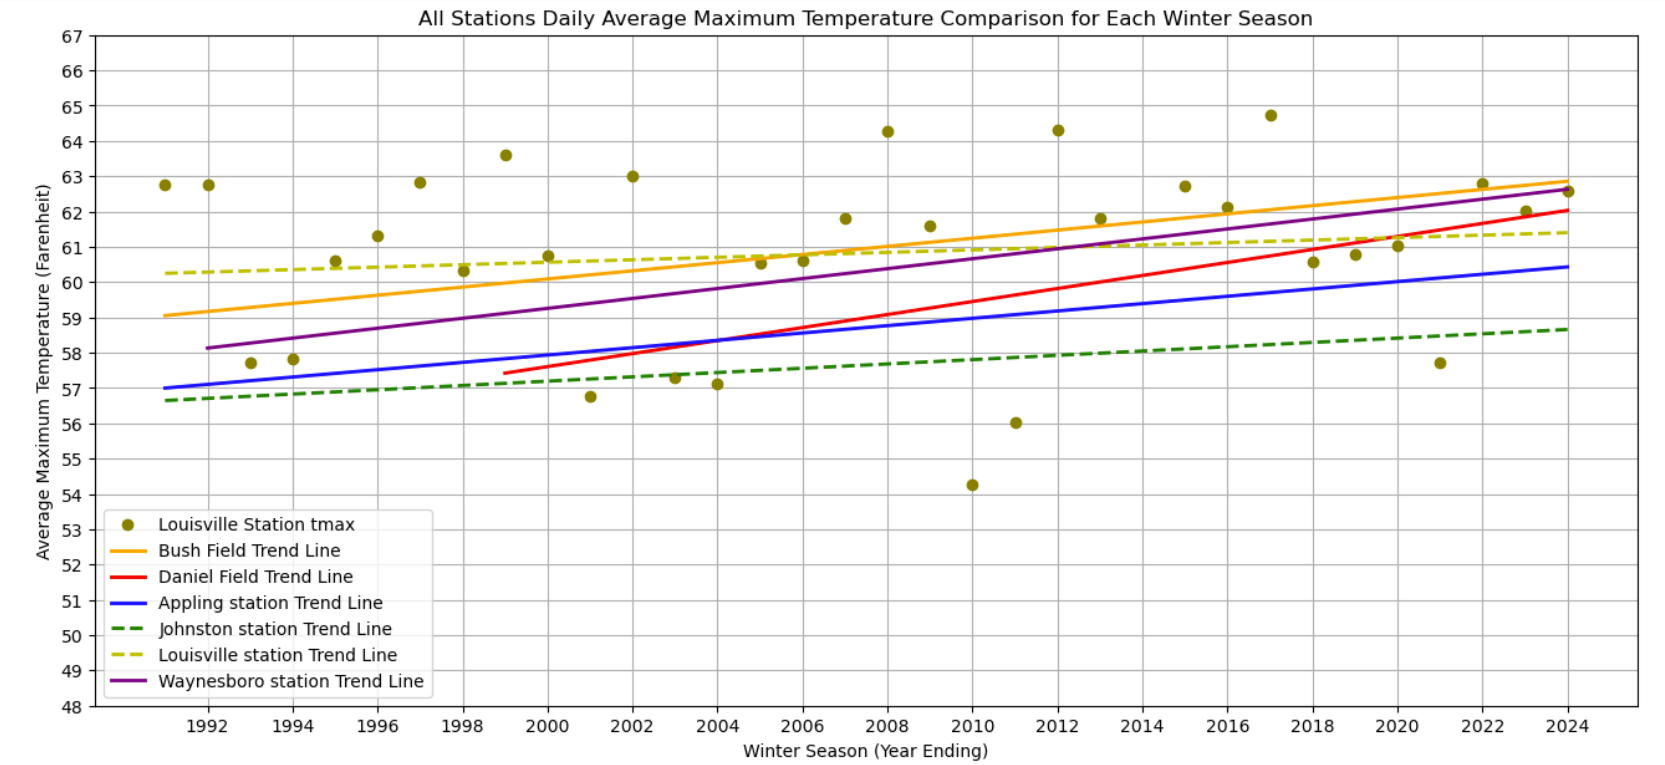 All Stations Daily Average Maximum Temperature Comparison for Each Winter Season
Average Maximum Temperature (Farenheit)
67
66
65
64
63
62
61
60
59
58
57
56
55
54
53
52
51
50
49
48
Louisville Station tmax
Bush Field Trend Line
Daniel Field Trend Line
Appling station Trend Line
Johnston station Trend Line
Louisville station Trend Line
Waynesboro station Trend Line
1992 1994 1996 1998 2000 2002 2004 2006 2008 2010 2012 2014 2016 2018 2020 2022 2024
Winter Season (Year Ending)